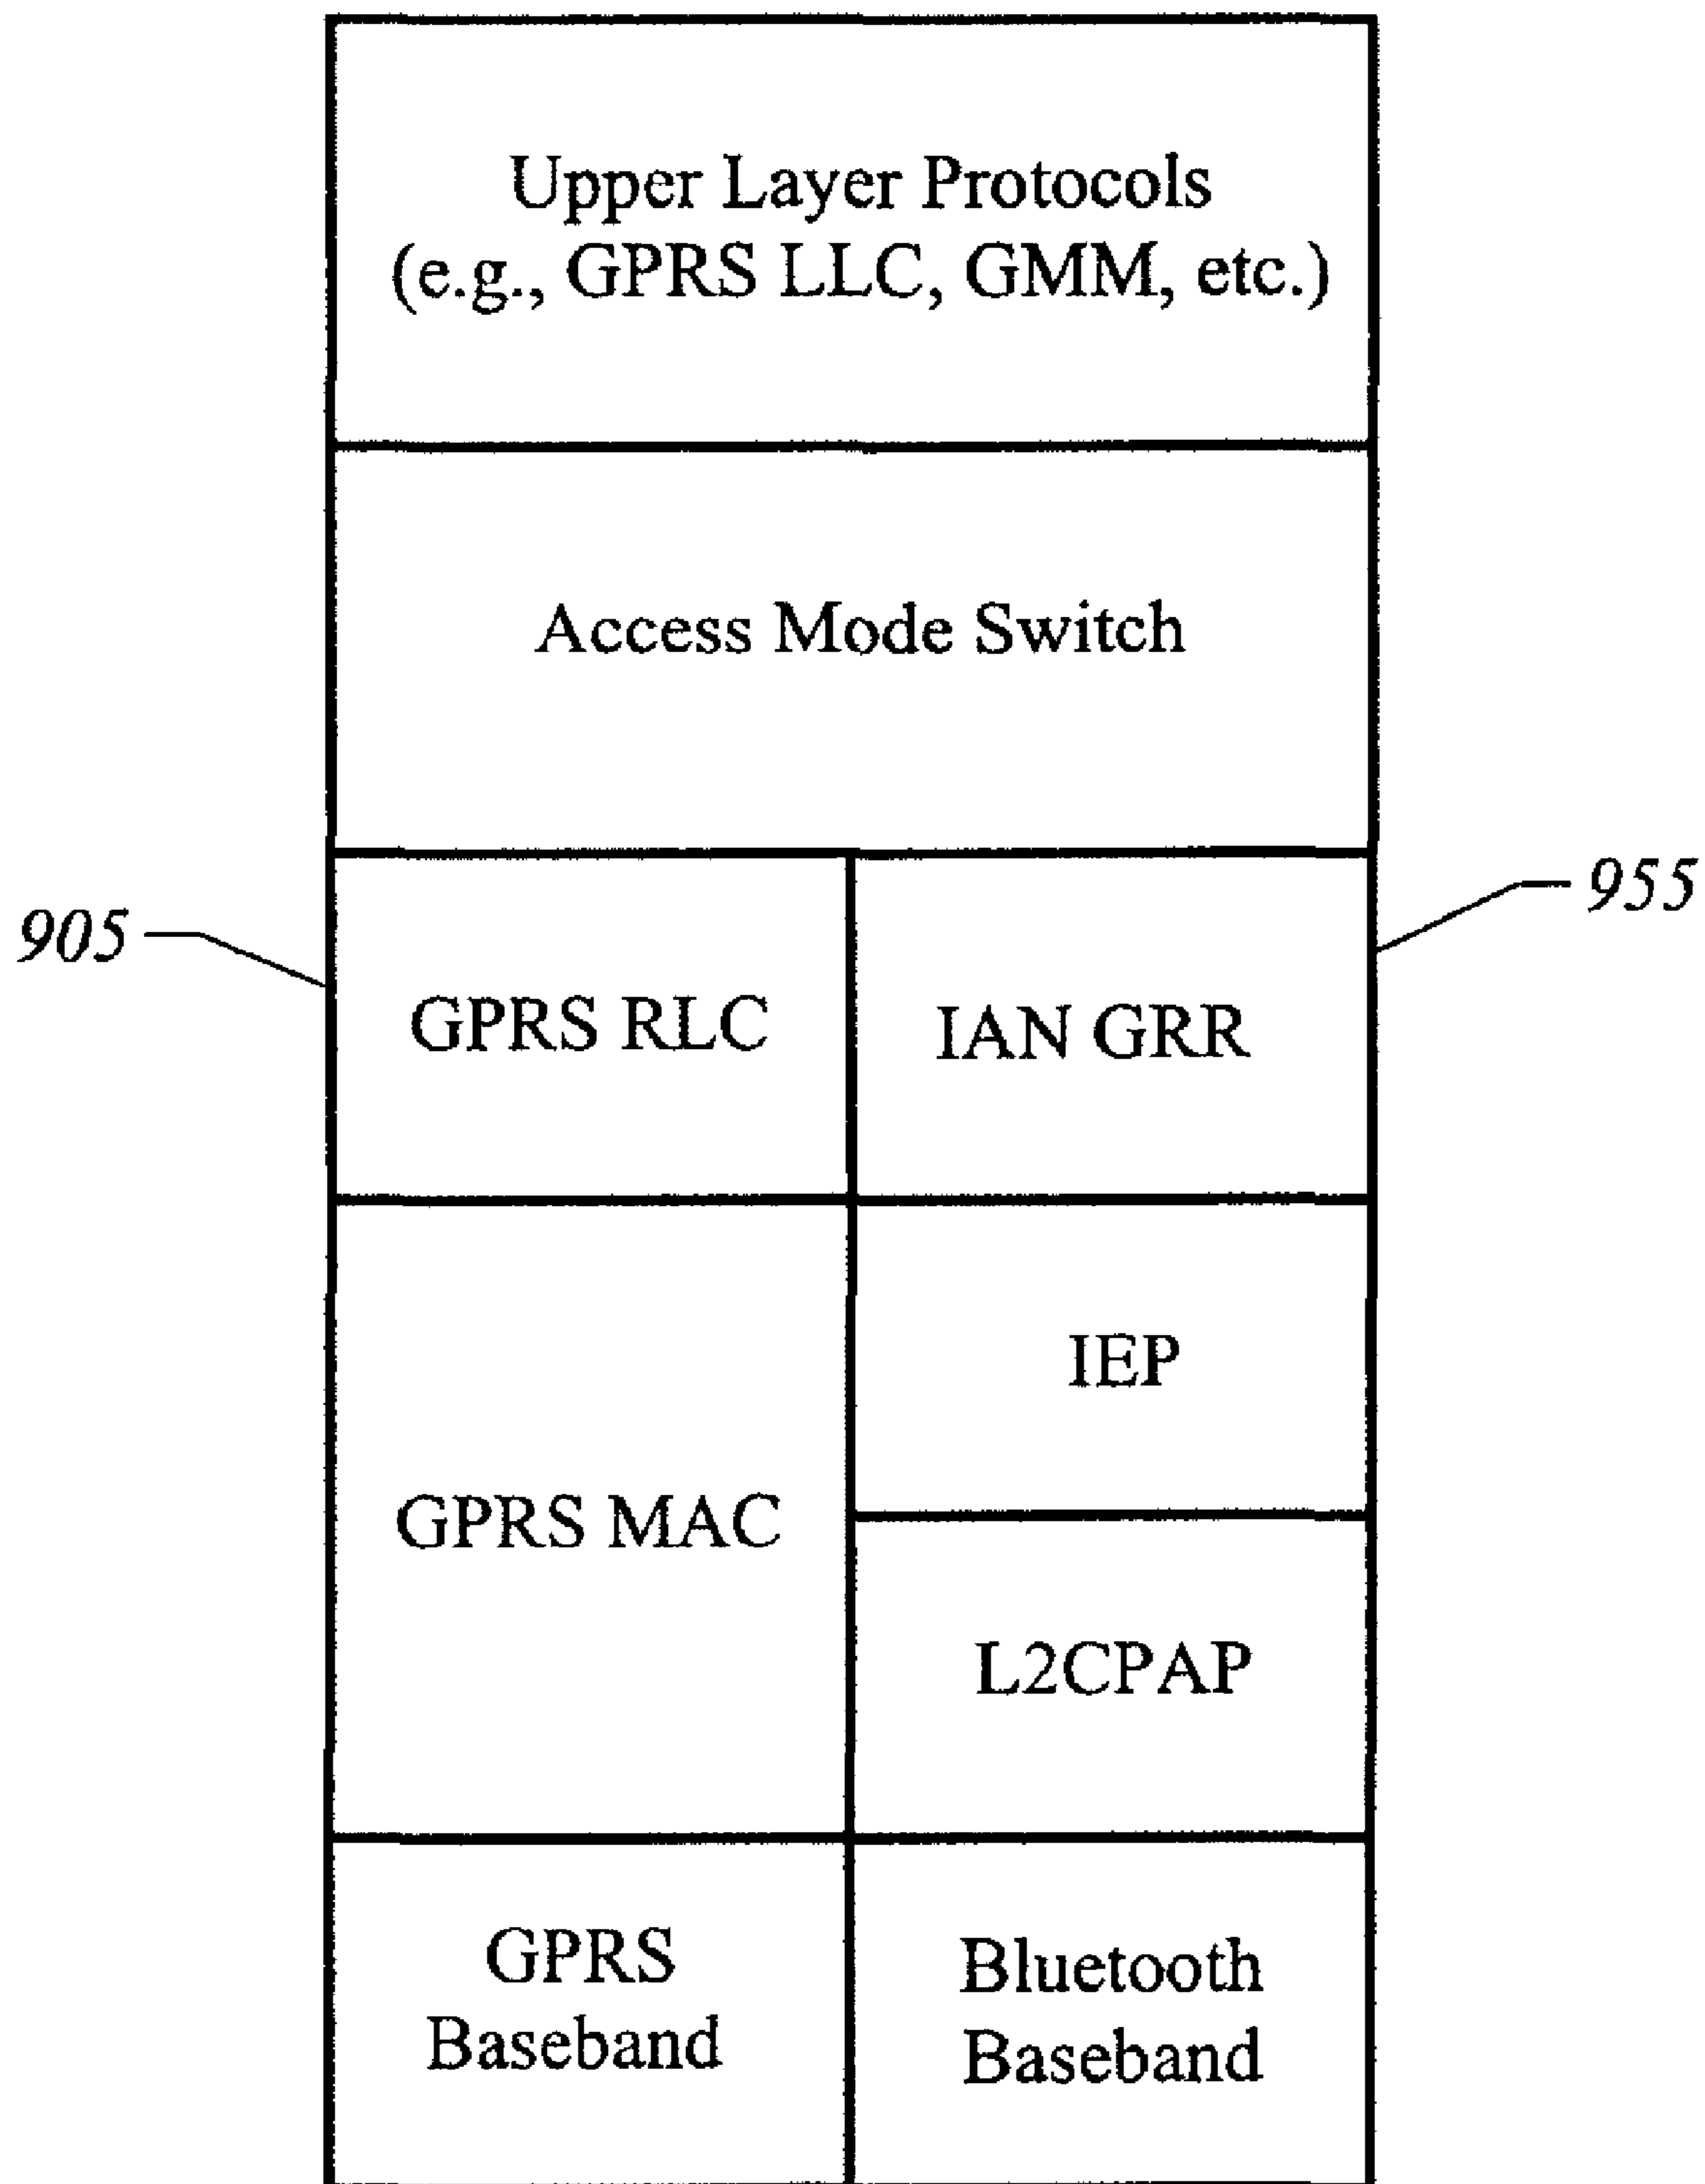 Upper Layer Protocols
(e.g., GPRS LLC, GMM, etc.)
Access Mode Switch
905
955
GPRS RLC
IAN GRR
IEP
GPRS MAC
L2CPAP
GPRS
Baseband
Bluetooth
Baseband